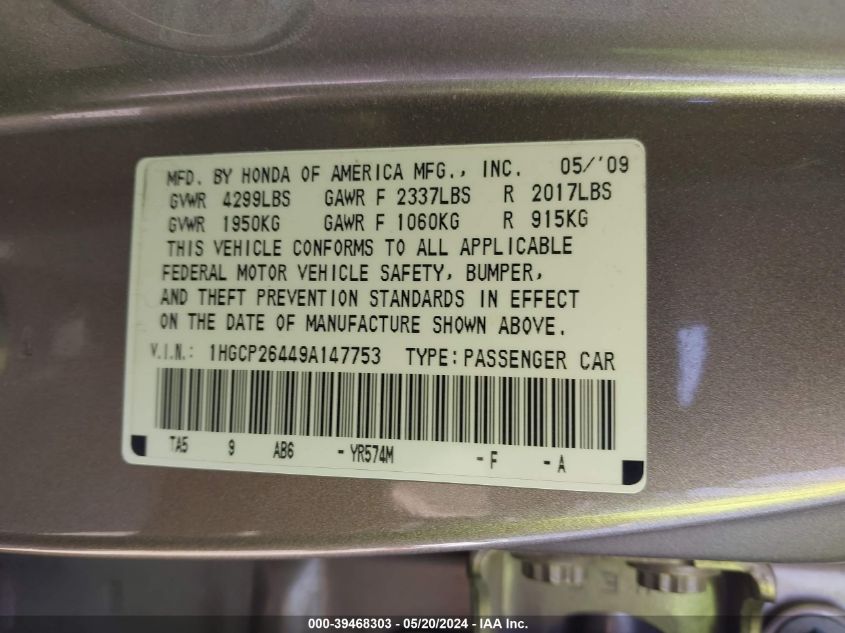 MFD. BY HONDA OF AMERICA MFG., INC. 05/'09
GVWR 4299LBS GAWR F 2337LBS R 2017LBS
GVWR 1950KG GAWR F 1060KG R 915KG
THIS VEHICLE CONFORMS TO ALL APPLICABLE
FEDERAL MOTOR VEHICLE SAFETY, BUMPER,
AND THEFT PREVENTION STANDARDS IN EFFECT
ON THE DATE OF MANUFACTURE SHOWN ABOVE.
V.I.N.: 1HGCP26449A147753 TYPE:PASSENGER CAR
TA5 9 AB6 -YR574M -F -A
000-39468303 - 05/20/2024 - IAA Inc.